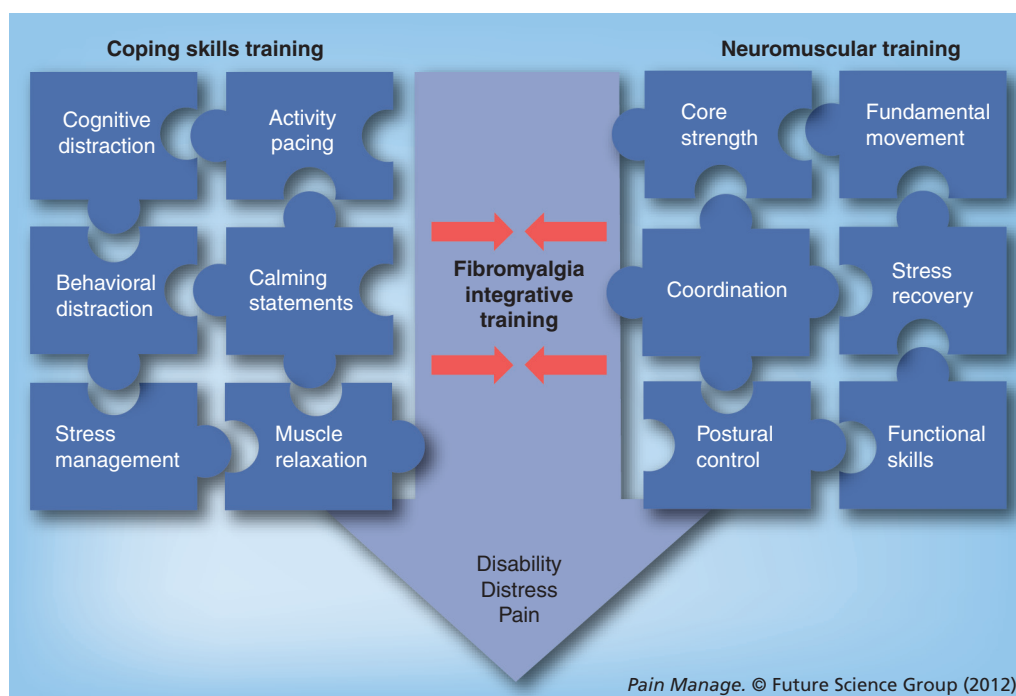 Coping skills training
Cognitive
distraction
Activity
pacing
Behavioral
distraction
Calming
statements
Stress
management
Muscle
relaxation
Fibromyalgia
integrative
training
Disability
Distress
Pain
Neuromuscular training
Core
strength
Fundamental
movement
Coordination
Stress
recovery
Postural
control
Functional
skills
Pain Manage. © Future Science Group (2012)